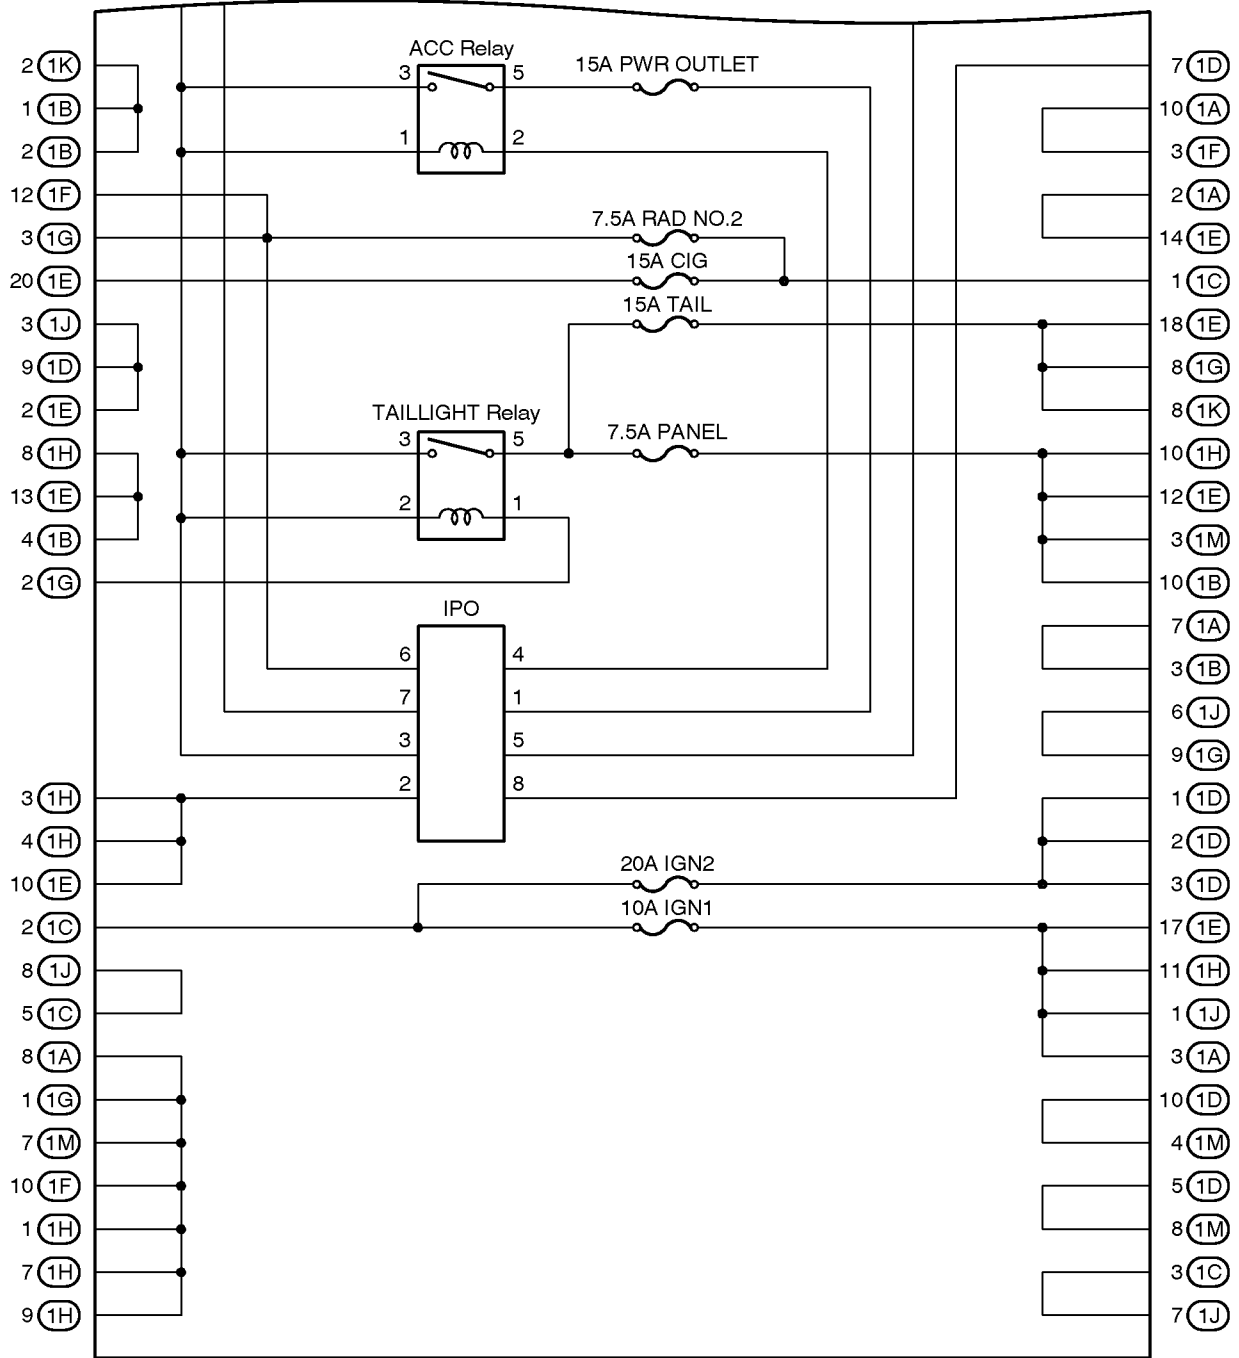 ACC Relay
2 1K
3 5
15A PWR OUTLET
7 1D
1 1B
10 1A
2 1B
1 2
3 1F
12 1F
2 1A
3 1G
7.5A RAD NO.2
14 1E
20 1E
15A CIG
1 1C
3 1J
15A TAIL
18 1E
9 1D
8 1G
2 1E
TAILLIGHT Relay
8 1K
8 1H
3 5
7.5A PANEL
10 1H
13 1E
2 1
12 1E
4 1B
3 1M
2 1G
10 1B
IPO
7 1A
6 4
3 1B
7 1
6 1J
3 5
9 1G
3 1H
2 8
1 1D
4 1H
2 1D
10 1E
20A IGN2
3 1D
2 1C
10A IGN1
17 1E
8 1J
11 1H
5 1C
1 1J
8 1A
3 1A
1 1G
10 1D
7 1M
4 1M
10 1F
5 1D
1 1H
8 1M
7 1H
3 1C
9 1H
7 1J